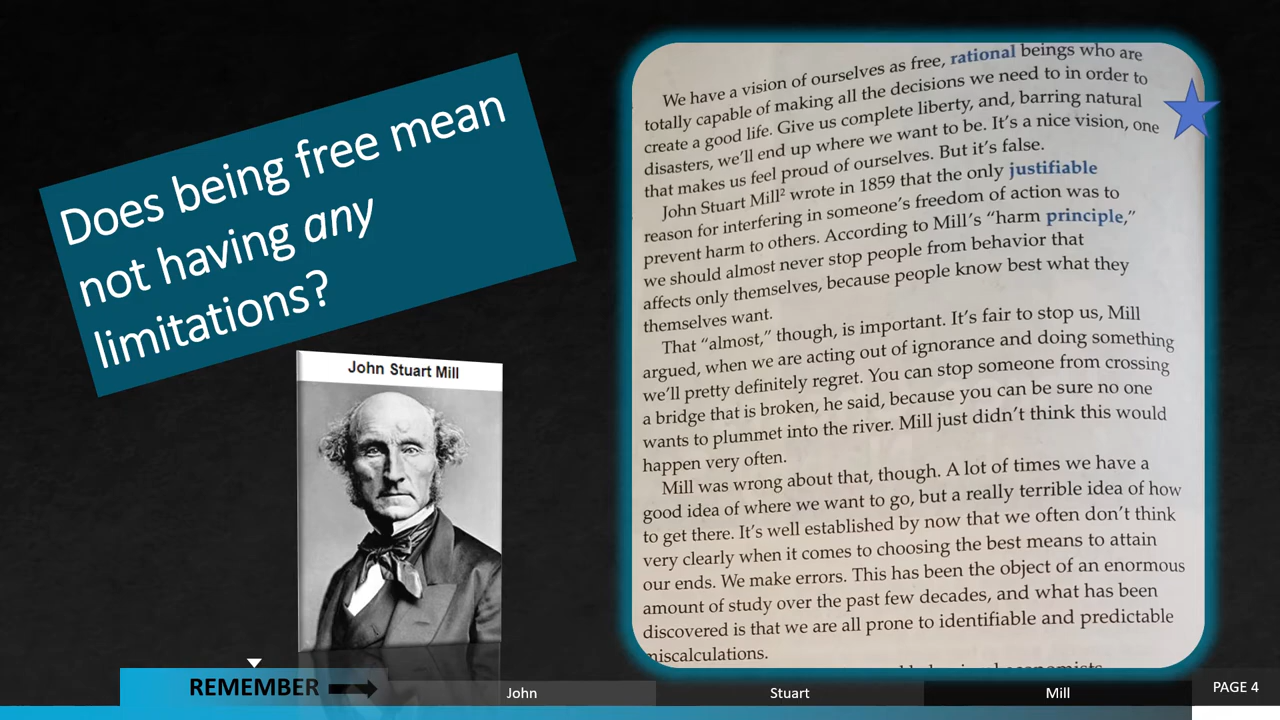 Does being free mean
not having any
limitations?
John Stuart Mill
We have a vision of ourselves as free, rational beings who are
totally capable of making all the decisions we need to in order to
create a good life. Give us complete liberty, and, barring natural
disasters, we'll end up where we want to be. It's a nice vision, one
that makes us feel proud of ourselves. But it's false.
John Stuart Mill² wrote in 1859 that the only justifiable
reason for interfering in someone's freedom of action was to
prevent harm to others. According to Mill's “harm principle,”
we should almost never stop people from behavior that
affects only themselves, because people know best what they
themselves want.
That “almost,” though, is important. It's fair to stop us, Mill
argued, when we are acting out of ignorance and doing something
we'll pretty definitely regret. You can stop someone from crossing
a bridge that is broken, he said, because you can be sure no one
wants to plummet into the river. Mill just didn't think this would
happen very often.
Mill was wrong about that, though. A lot of times we have a
good idea of where we want to go, but a really terrible idea of how
to get there. It's well established by now that we often don't think
very clearly when it comes to choosing the best means to attain
our ends. We make errors. This has been the object of an enormous
amount of study over the past few decades, and what has been
discovered is that we are all prone to identifiable and predictable
miscalculations.
REMEMBER
John
Stuart
Mill
PAGE 4